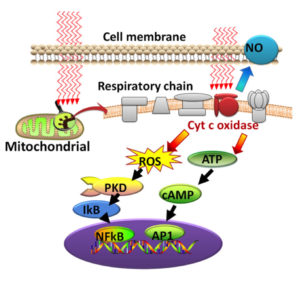 Cell membrane
NO
Respiratory chain
Cyt c oxidase
Mitochondrial
ROS
ATP
PKD
cAMP
IkB
NFkB
AP1